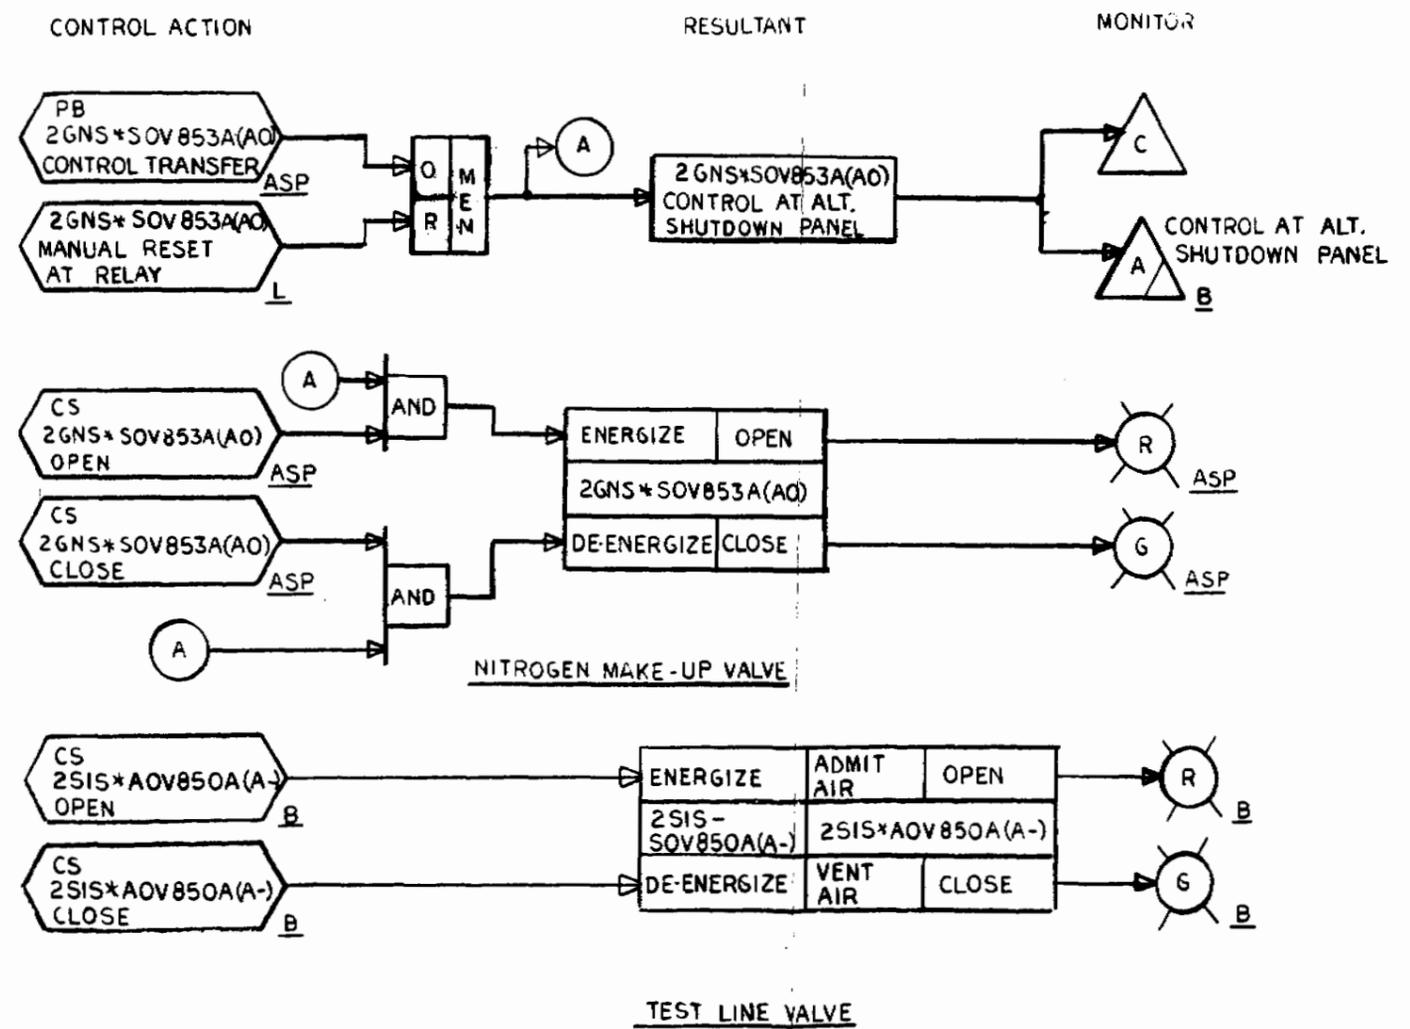 CONTROL ACTION
RESULTANT
MONITOR
PB
2GNS*SOV853A(AO)
CONTROL TRANSFER
ASP
2GNS*SOV853A(AO)
MANUAL RESET
AT RELAY
L
O
R
MEM
A
2GNS*SOV853A(AO)
CONTROL AT ALT.
SHUTDOWN PANEL
C
A
CONTROL AT ALT.
SHUTDOWN PANEL
B
A
CS
2GNS*SOV853A(AO)
OPEN
ASP
AND
CS
2GNS*SOV853A(AO)
CLOSE
ASP
A
AND
ENERGIZE
OPEN
2GNS*SOV853A(AO)
DE-ENERGIZE
CLOSE
R
ASP
G
ASP
NITROGEN MAKE-UP VALVE
CS
2SIS*AOV850A(A-)
OPEN
B
CS
2SIS*AOV850A(A-)
CLOSE
B
ENERGIZE
ADMIT
AIR
OPEN
2SIS-
SOV850A(A-)
2SIS*AOV850A(A-)
DE-ENERGIZE
VENT
AIR
CLOSE
R
B
G
B
TEST LINE VALVE